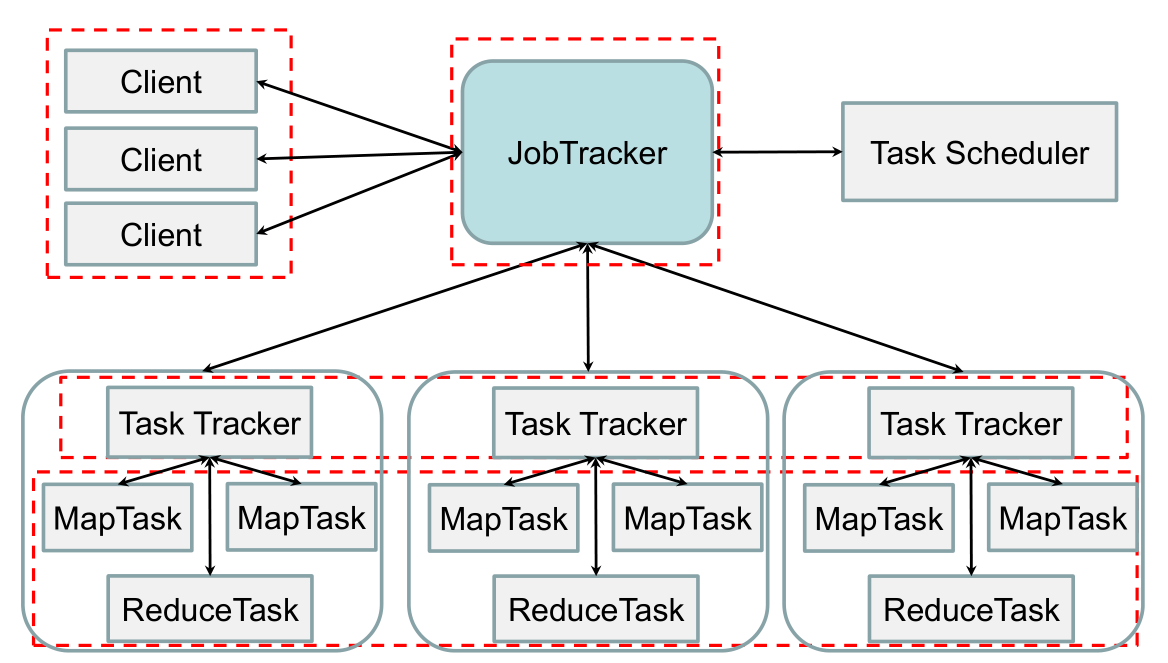 Client
Client
Client
JobTracker
Task Scheduler
Task Tracker
MapTask
MapTask
ReduceTask
Task Tracker
MapTask
MapTask
ReduceTask
Task Tracker
MapTask
MapTask
ReduceTask